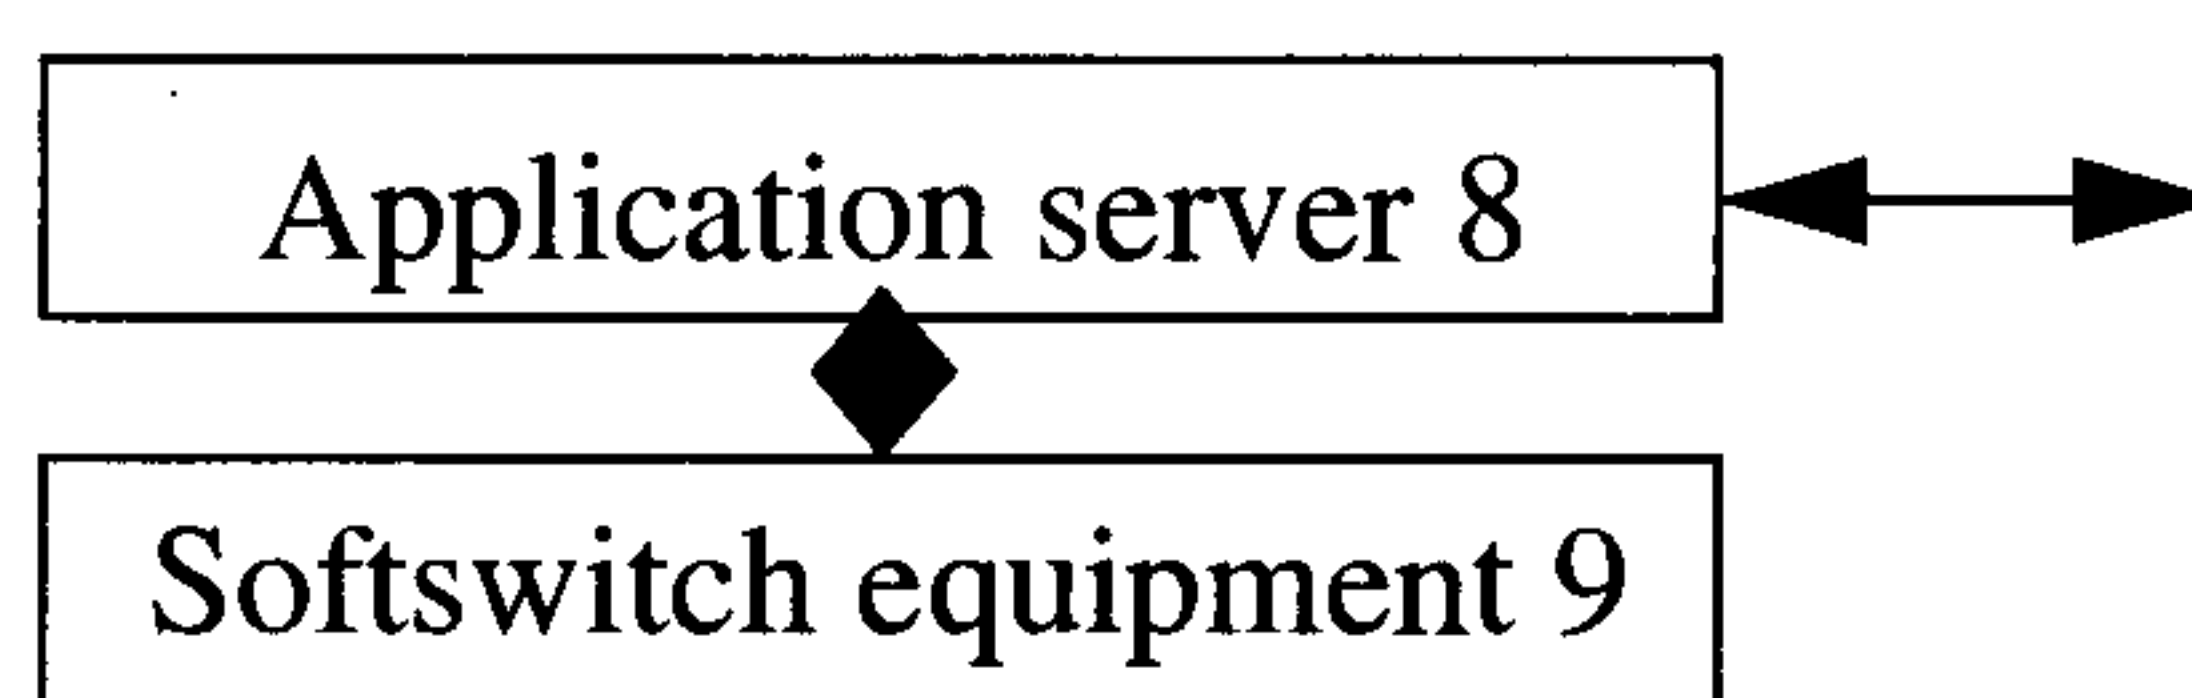 Application server 8
Softswitch equipment 9